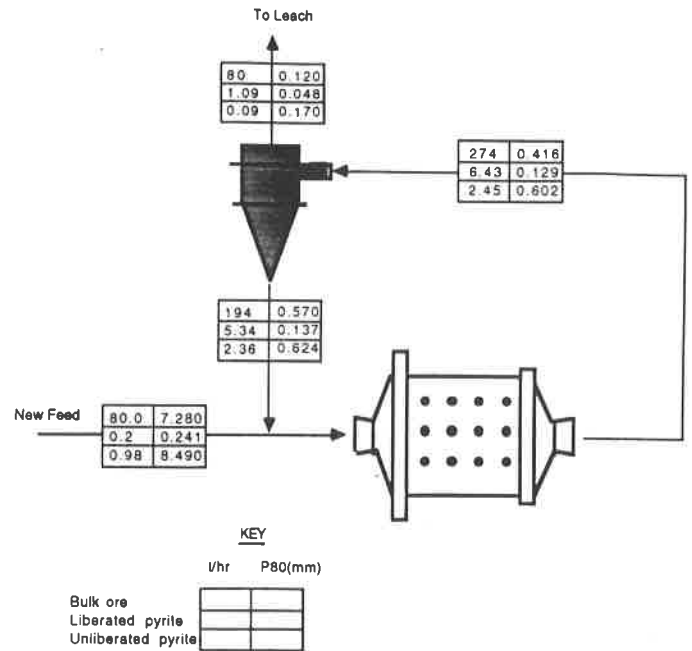 To Leach
80 0.120
1.09 0.048
0.09 0.170
274 0.416
6.43 0.129
2.45 0.602
194 0.570
5.34 0.137
2.36 0.624
New Feed
80.0 7.280
0.2 0.241
0.98 8.490
KEY
t/hr P80(mm)
Bulk ore
Liberated pyrite
Unliberated pyrite